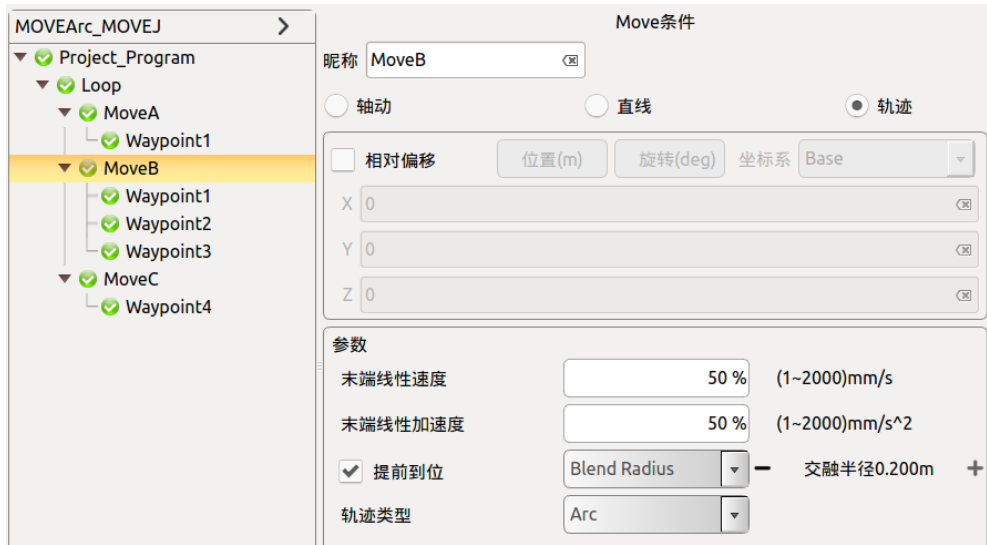 MOVEArc_MOVEJ
Project_Program
Loop
MoveA
Waypoint1
MoveB
Waypoint1
Waypoint2
Waypoint3
MoveC
Waypoint4
Move条件
昵称 MoveB
轴动 直线 轨迹
相对偏移 位置(m) 旋转(deg) 坐标系 Base
X 0
Y 0
Z 0
参数
末端线性速度 50 % (1~2000)mm/s
末端线性加速度 50 % (1~2000)mm/s^2
提前到位 Blend Radius 交融半径0.200m
轨迹类型 Arc